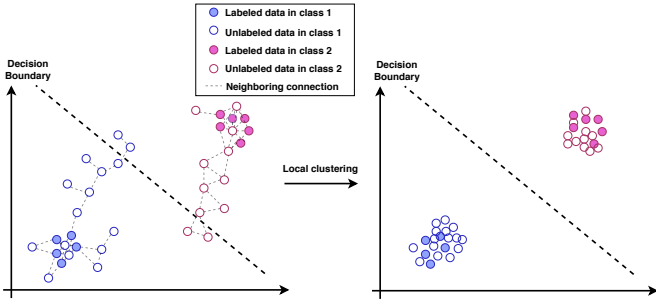 Labeled data in class 1
Unlabeled data in class 1
Labeled data in class 2
Unlabeled data in class 2
Neighboring connection
Decision
Boundary
Local clustering
Decision
Boundary